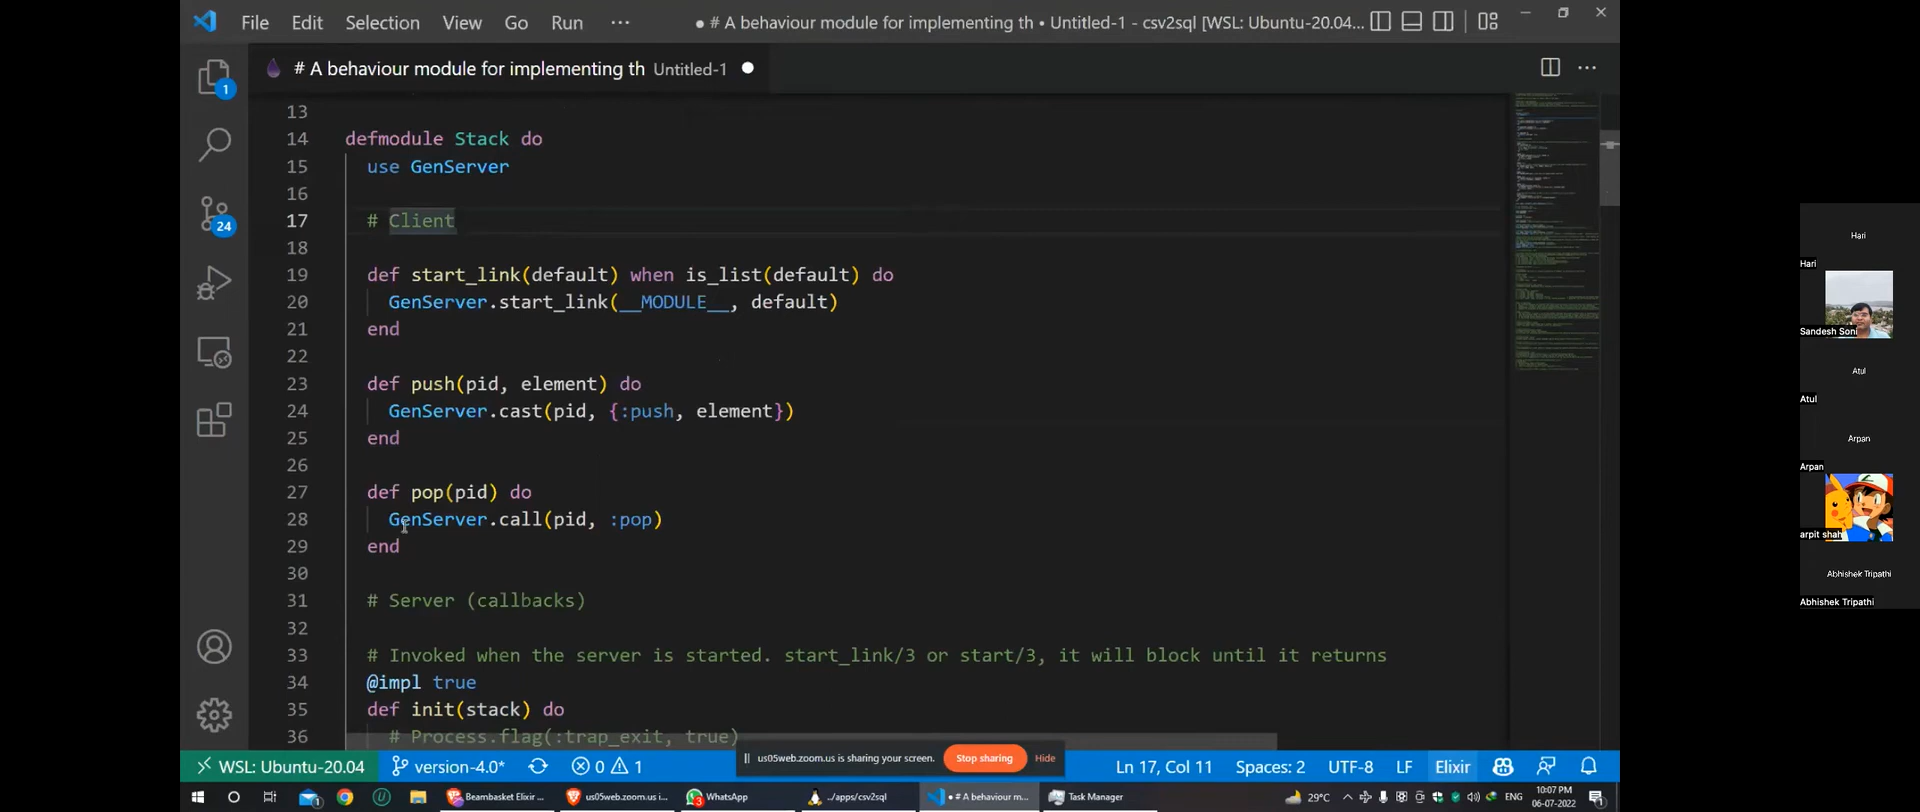 File Edit Selection View Go Run ··· ● # A behaviour module for implementing th • Untitled-1 - csv2sql [WSL: Ubuntu-20.04...
# A behaviour module for implementing th Untitled-1 ●
1
24
13
14 defmodule Stack do
15 use GenServer
16
17 # Client
18
19 def start_link(default) when is_list(default) do
20 GenServer.start_link(__MODULE__, default)
21 end
22
23 def push(pid, element) do
24 GenServer.cast(pid, {:push, element})
25 end
26
27 def pop(pid) do
28 GenServer.call(pid, :pop)
29 end
30
31 # Server (callbacks)
32
33 # Invoked when the server is started. start_link/3 or start/3, it will block until it returns
34 @impl true
35 def init(stack) do
36 # Process.flag(:trap_exit, true)
us05web.zoom.us is sharing your screen. Stop sharing Hide
WSL: Ubuntu-20.04 version-4.0* 0 1 Ln 17, Col 11 Spaces: 2 UTF-8 LF Elixir
Beambasket Elixir ... us05web.zoom.us i... WhatsApp ../apps/csv2sql ● # A behaviour m... Task Manager 29°C ENG 10:07 PM
06-07-2022
Hari
Hari
Sandesh Soni
Atul
Atul
Arpan
Arpan
arpit shah
Abhishek Tripathi
Abhishek Tripathi